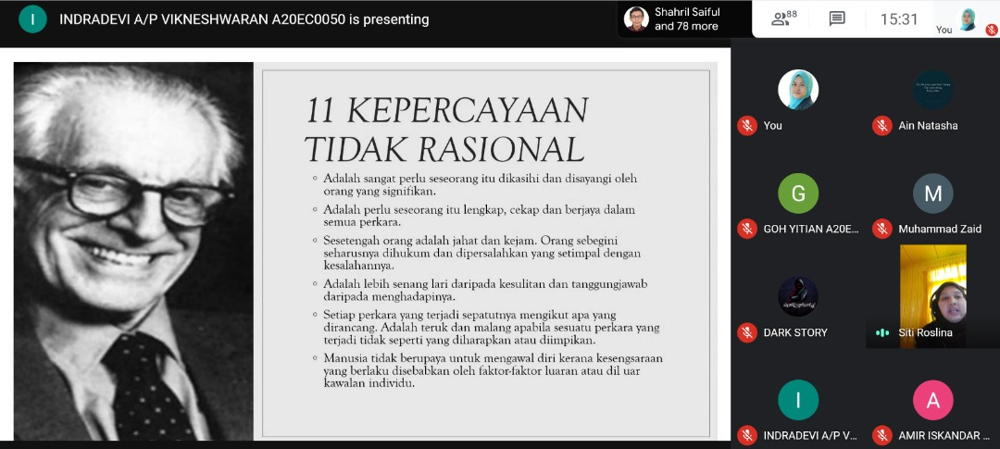 I
INDRADEVI A/P VIKNESHWARAN A20EC0050 is presenting
Shahril Saiful
and 78 more
88
15:31
You
11 KEPERCAYAAN
TIDAK RASIONAL
Adalah sangat perlu seseorang itu dikasihi dan disayangi oleh
orang yang signifikan.
Adalah perlu seseorang itu lengkap, cekap dan berjaya dalam
semua perkara.
Sesetengah orang adalah jahat dan kejam. Orang sebegini
seharusnya dihukum dan dipersalahkan yang setimpal dengan
kesalahannya.
Adalah lebih senang lari daripada kesulitan dan tanggungjawab
daripada menghadapinya.
Setiap perkara yang terjadi sepatutnya mengikut apa yang
dirancang. Adalah teruk dan malang apabila sesuatu perkara yang
terjadi tidak seperti yang diharapkan atau diimpikan.
Manusia tidak berupaya untuk mengawal diri kerana kesengsaraan
yang berlaku disebabkan oleh faktor-faktor luaran atau dil uar
kawalan individu.
You
Ain Natasha
G
GOH YITIAN A20E...
M
Muhammad Zaid
DARK STORY
Siti Roslina
I
INDRADEVI A/P V...
A
AMIR ISKANDAR ...